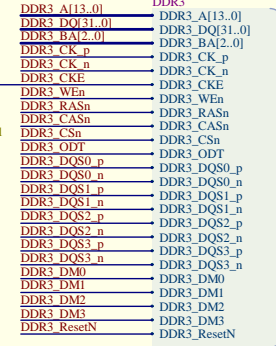 DDR3
DDR3_A[13..0] DDR3_A[13..0]
DDR3_DQ[31..0] DDR3_DQ[31..0]
DDR3_BA[2..0] DDR3_BA[2..0]
DDR3_CK_p DDR3_CK_p
DDR3_CK_n DDR3_CK_n
DDR3_CKE DDR3_CKE
DDR3_WEn DDR3_WEn
DDR3_RASn DDR3_RASn
DDR3_CASn DDR3_CASn
DDR3_CSn DDR3_CSn
DDR3_ODT DDR3_ODT
DDR3_DQS0_p DDR3_DQS0_p
DDR3_DQS0_n DDR3_DQS0_n
DDR3_DQS1_p DDR3_DQS1_p
DDR3_DQS1_n DDR3_DQS1_n
DDR3_DQS2_p DDR3_DQS2_p
DDR3_DQS2_n DDR3_DQS2_n
DDR3_DQS3_p DDR3_DQS3_p
DDR3_DQS3_n DDR3_DQS3_n
DDR3_DM0 DDR3_DM0
DDR3_DM1 DDR3_DM1
DDR3_DM2 DDR3_DM2
DDR3_DM3 DDR3_DM3
DDR3_ResetN DDR3_ResetN